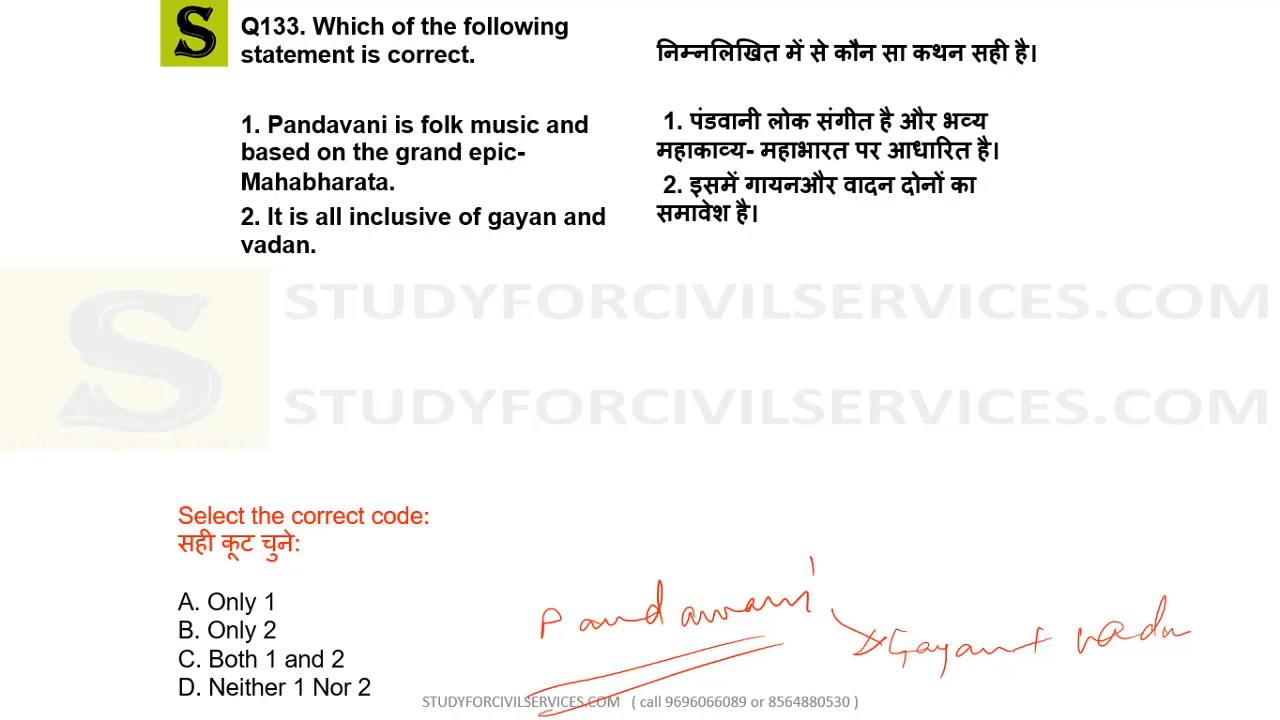 S
Q133. Which of the following
statement is correct.
निम्नलिखित में से कौन सा कथन सही है।
1. Pandavani is folk music and
based on the grand epic-
Mahabharata.
2. It is all inclusive of gayan and
vadan.
1. पंडवानी लोक संगीत है और भव्य
महाकाव्य- महाभारत पर आधारित है।
2. इसमें गायनऔर वादन दोनों का
समावेश है।
S
STUDYFORCIVILSERVICES.COM
STUDYFORCIVILSERVICES.COM
Select the correct code:
सही कूट चुने:
A. Only 1
B. Only 2
C. Both 1 and 2
D. Neither 1 Nor 2
Pandawani
Gayan + vadn
STUDYFORCIVILSERVICES.COM ( call 9696066089 or 8564880530 )